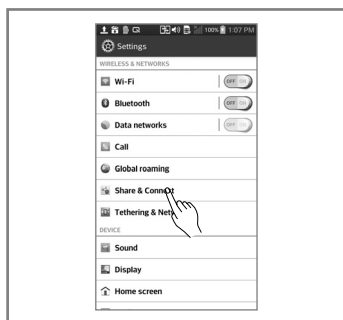 100% 1:07 PM
Settings
WIRELESS & NETWORKS
Wi-Fi
OFF ON
Bluetooth
OFF ON
Data networks
OFF ON
Call
Global roaming
Share & Connect
Tethering & Net
DEVICE
Sound
Display
Home screen